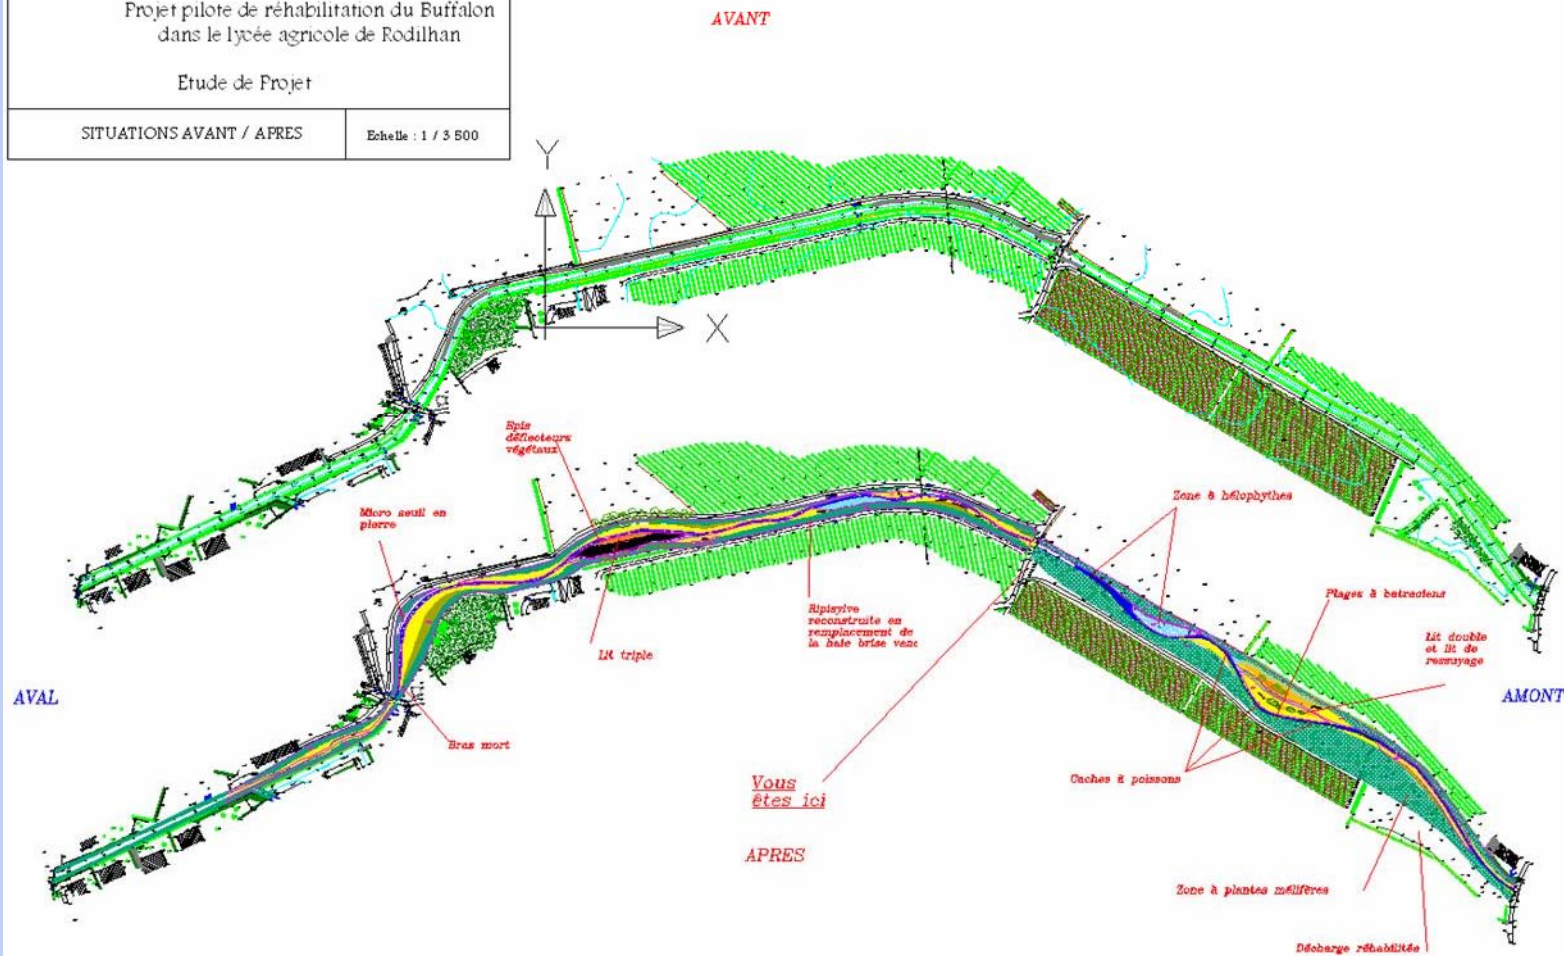 Projet pilote de réhabilitation du Buffalon
dans le lycée agricole de Rodilhan
Etude de Projet
SITUATIONS AVANT / APRES
Echelle : 1 / 3 500
AVANT
Y
X
Epis
déflecteurs
végétaux
Micro seuil en
pierre
Zone à hélophythes
Plages à batraciens
Lit double
et lit de
ressuyage
Ripisylve
reconstruite en
remplacement de
la haie brise venc
Lit triple
AVAL
AMONT
Bras mort
Vous
êtes ici
Caches à poissons
APRES
Zone à plantes mélifères
Décharge réhabilitée